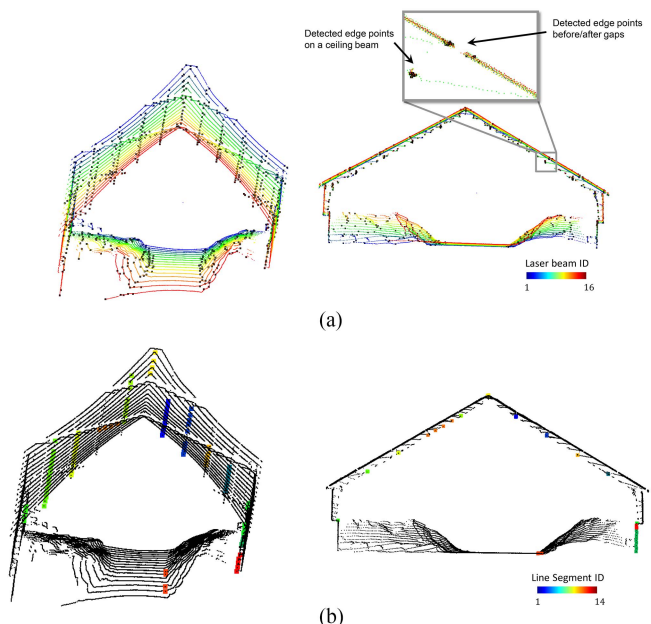 (a)
Detected edge points
on a ceiling beam
Detected edge points
before/after gaps
Laser beam ID
1 16
(a)
Line Segment ID
1 14
(b)